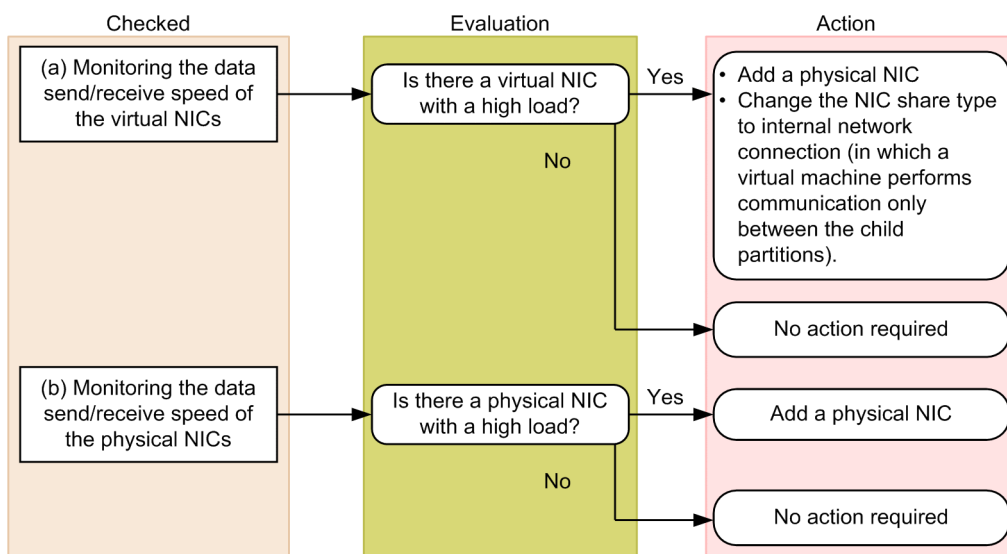 Checked
Evaluation
Action
(a) Monitoring the data
send/receive speed of
the virtual NICs
Is there a virtual NIC
with a high load?
Yes
No
• Add a physical NIC
• Change the NIC share type
to internal network
connection (in which a
virtual machine performs
communication only
between the child
partitions).
No action required
(b) Monitoring the data
send/receive speed of
the physical NICs
Is there a physical NIC
with a high load?
Yes
No
Add a physical NIC
No action required